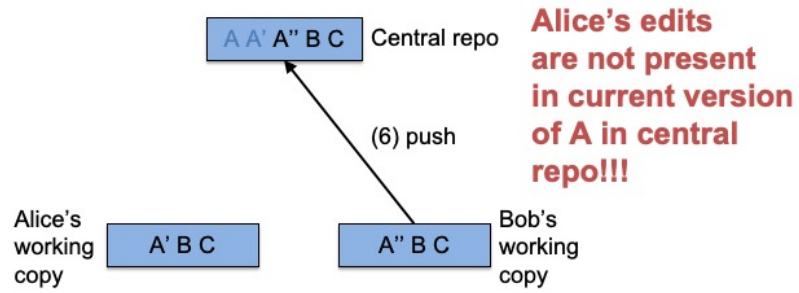 A A’ A’’ B C
Central repo
Alice’s edits
are not present
in current version
of A in central
repo!!!
(6) push
Alice’s
working
copy
A’ B C
A’’ B C
Bob’s
working
copy